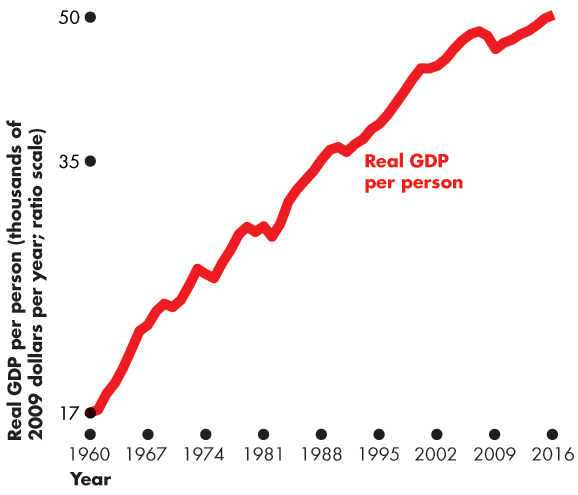 50
35
17
Real GDP per person (thousands of
2009 dollars per year; ratio scale)
Real GDP
per person
1960 1967 1974 1981 1988 1995 2002 2009 2016
Year